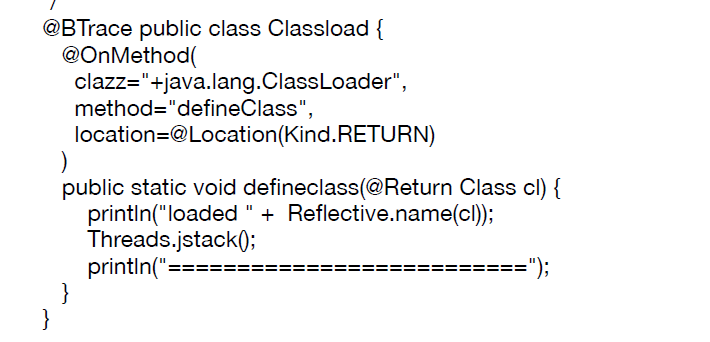 /
@BTrace public class Classload {
@OnMethod(
clazz="+java.lang.ClassLoader",
method="defineClass",
location=@Location(Kind.RETURN)
)
public static void defineclass(@Return Class cl) {
println("loaded " + Reflective.name(cl));
Threads.jstack();
println("==========================");
}
}